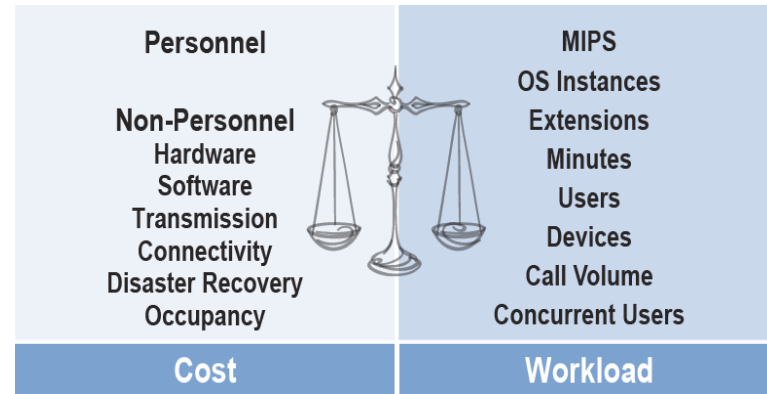 Personnel
Non-Personnel
Hardware
Software
Transmission
Connectivity
Disaster Recovery
Occupancy
Cost
MIPS
OS Instances
Extensions
Minutes
Users
Devices
Call Volume
Concurrent Users
Workload